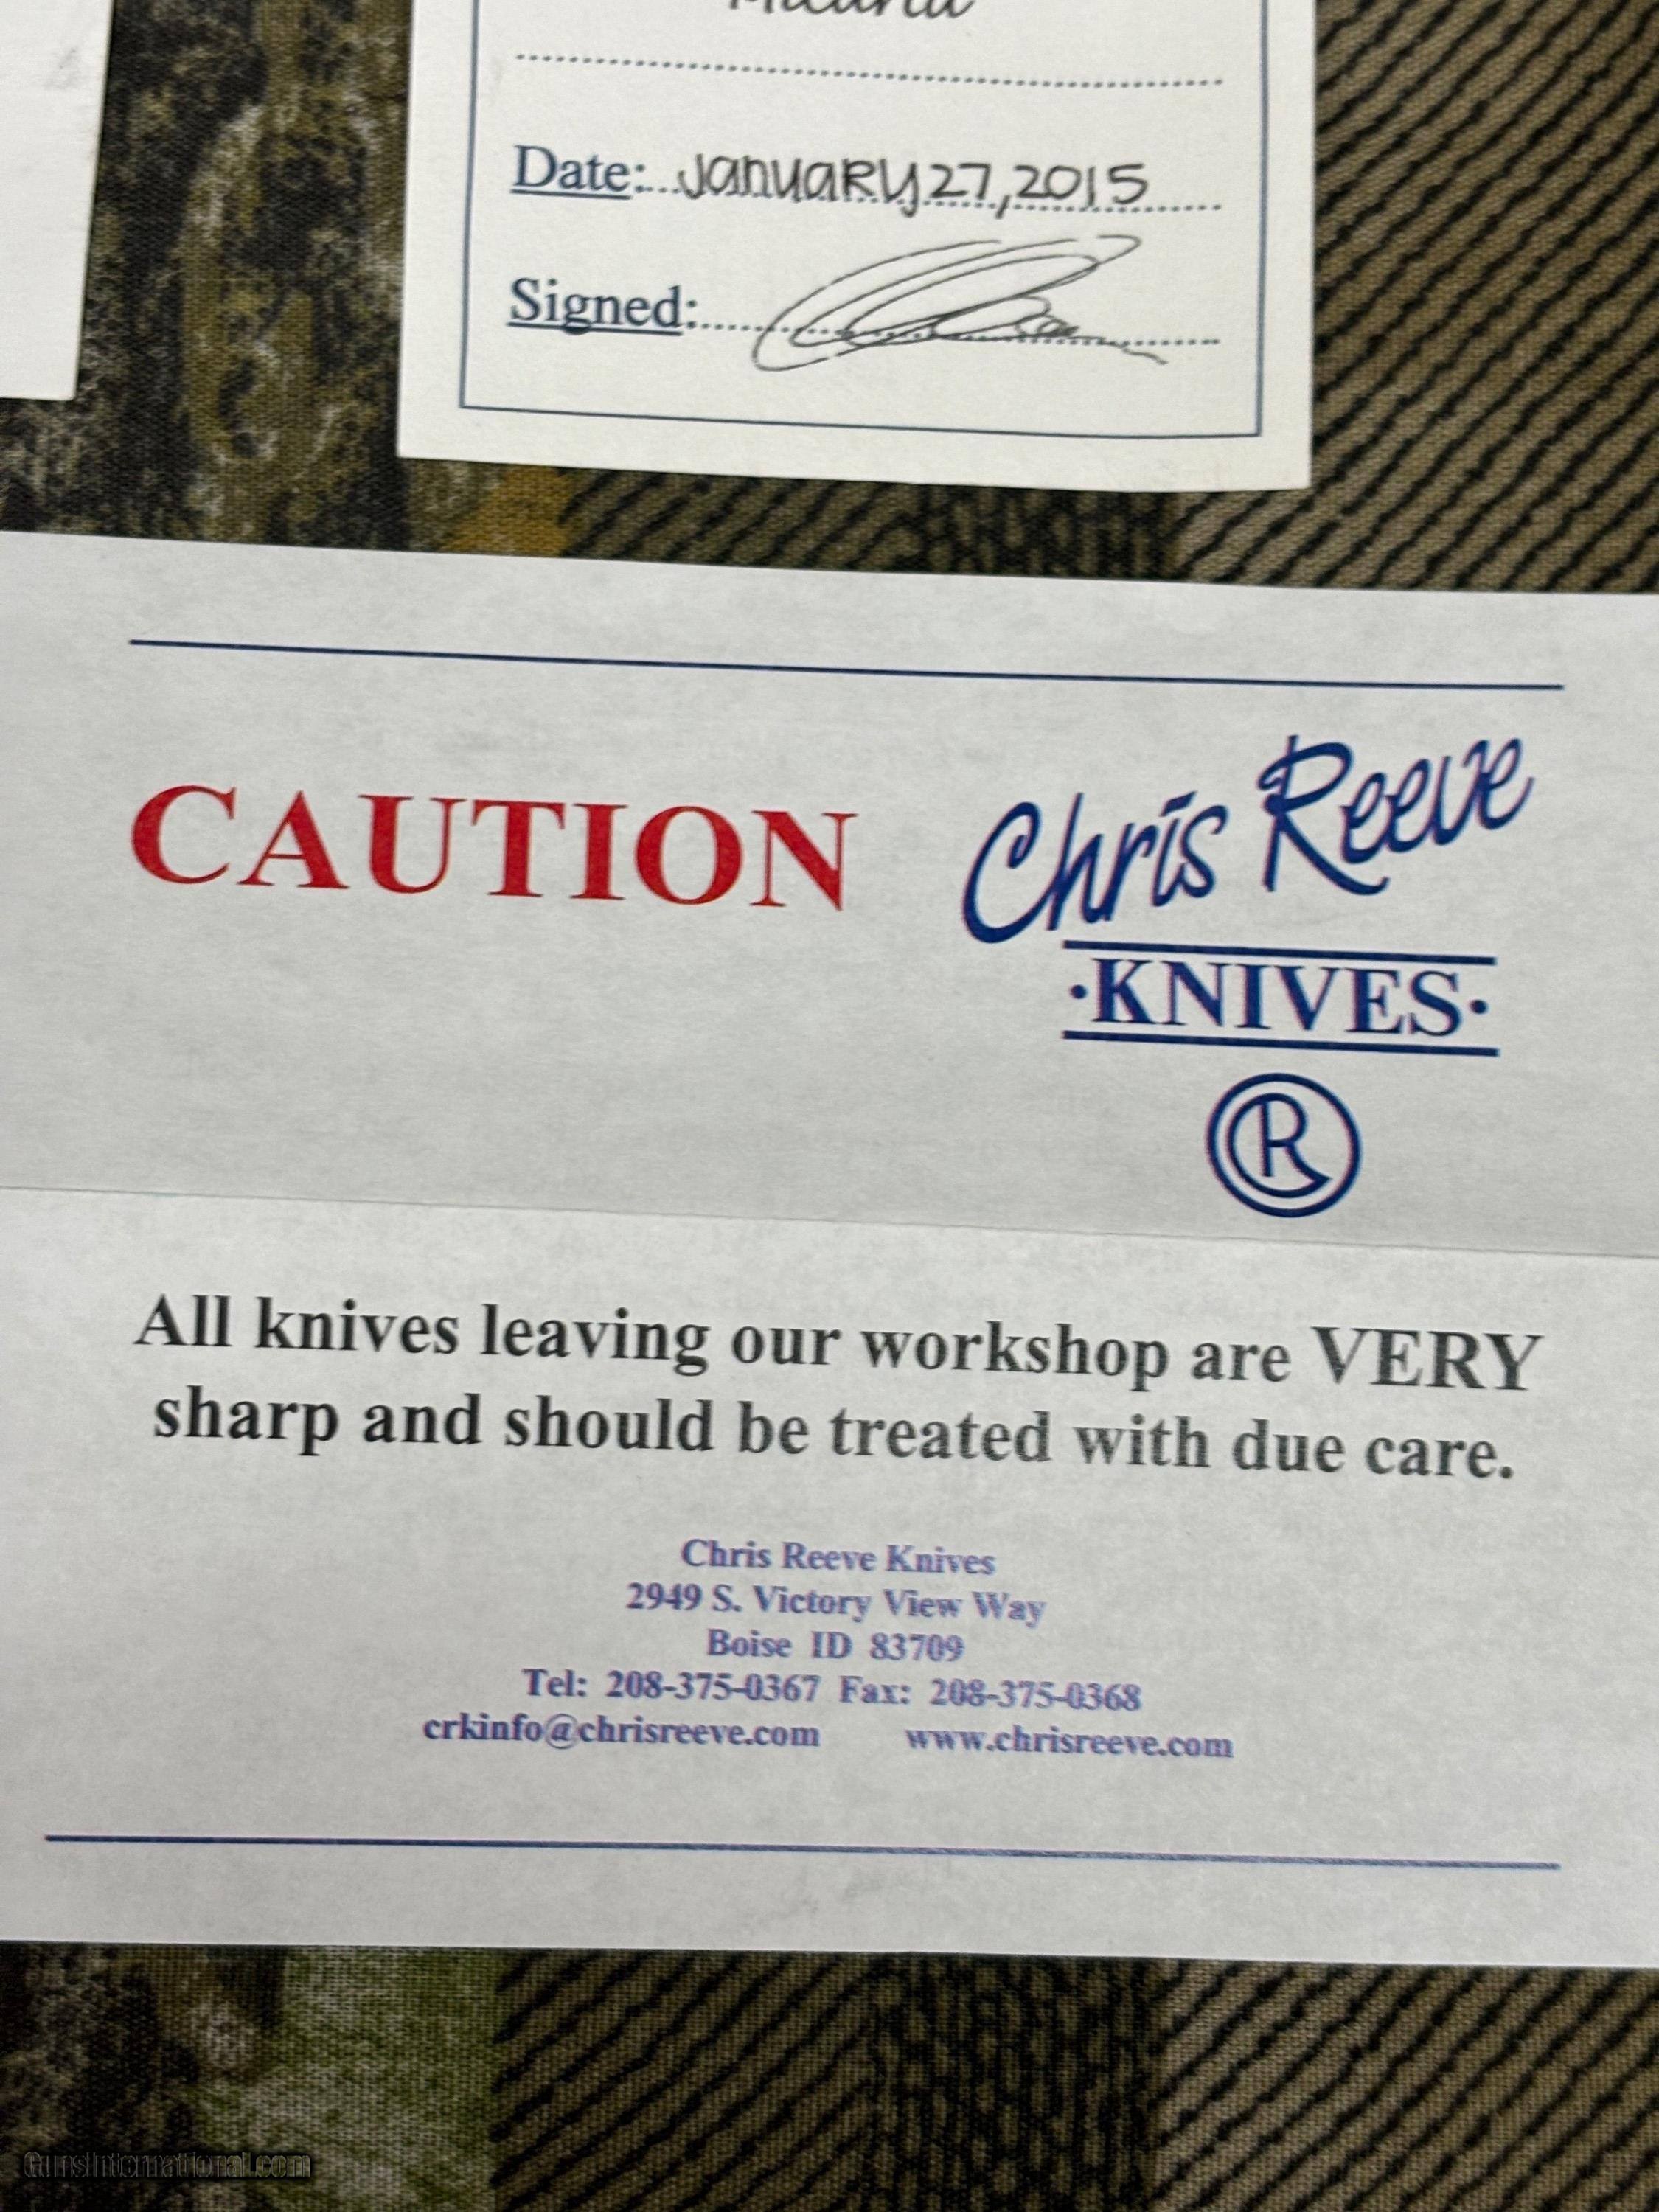 Micarta
Date: January 27, 2015
Signed:
CAUTION
Chris Reeve
·KNIVES·
R
All knives leaving our workshop are VERY
sharp and should be treated with due care.
Chris Reeve Knives
2949 S. Victory View Way
Boise ID 83709
Tel: 208-375-0367 Fax: 208-375-0368
crkinfo@chrisreeve.com www.chrisreeve.com
GunsInternational.com